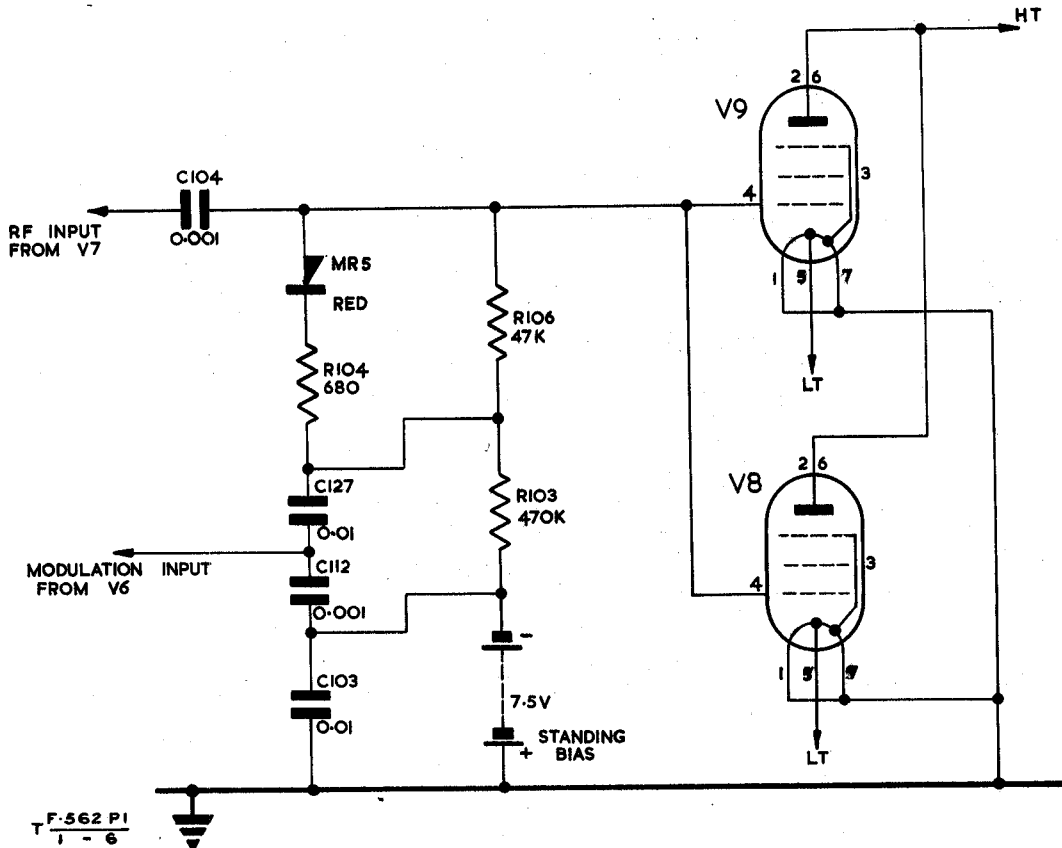 HT
2 6
V9
C104
3
4
RF INPUT
FROM V7
0·001
MR5
1 5 7
RED
R106
47K
R104
680
LT
2 6
V8
C127
R103
470K
0·01
MODULATION INPUT
FROM V6
C112
3
4
0·001
-
C103
1 5
7·5V
0·01
STANDING
BIAS
+
LT
T F·562 P1
1 - 6